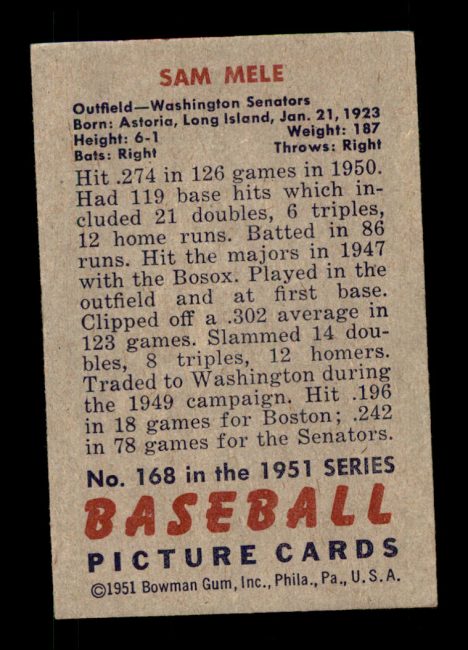 SAM MELE
Outfield—Washington Senators
Born: Astoria, Long Island, Jan. 21, 1923
Height: 6-1 Weight: 187
Bats: Right Throws: Right
Hit .274 in 126 games in 1950.
Had 119 base hits which in-
cluded 21 doubles, 6 triples,
12 home runs. Batted in 86
runs. Hit the majors in 1947
with the Bosox. Played in the
outfield and at first base.
Clipped off a .302 average in
123 games. Slammed 14 dou-
bles, 8 triples, 12 homers.
Traded to Washington during
the 1949 campaign. Hit .196
in 18 games for Boston; .242
in 78 games for the Senators.
No. 168 in the 1951 SERIES
BASEBALL
PICTURE CARDS
©1951 Bowman Gum, Inc., Phila., Pa., U. S. A.